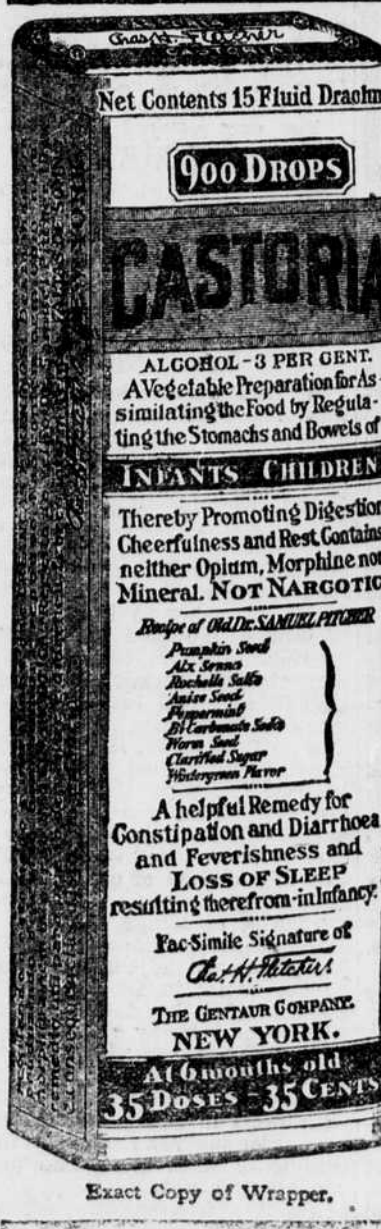 Chas. H. Fletcher
Net Contents 15 Fluid Drachm
900 DROPS
CASTORIA
ALCOHOL - 3 PER CENT.
A Vegetable Preparation for As-
similating the Food by Regula-
ting the Stomachs and Bowels of
INFANTS CHILDREN
Thereby Promoting Digestion
Cheerfulness and Rest. Contains
neither Opium, Morphine nor
Mineral. NOT NARCOTIC
Recipe of Old Dr. SAMUEL PITCHER
Pumpkin Seed
Alx Senna
Rochelle Salts
Anise Seed
Peppermint
Bi Carbonate Soda
Worm Seed
Clarified Sugar
Wintergreen Flavor
A helpful Remedy for
Constipation and Diarrhoea
and Feverishness and
LOSS OF SLEEP
resulting therefrom-in Infancy.
Fac-Simile Signature of
Chas. H. Fletcher.
THE CENTAUR COMPANY.
NEW YORK.
At 6 months old
35 DOSES - 35 CENTS
Exact Copy of Wrapper.